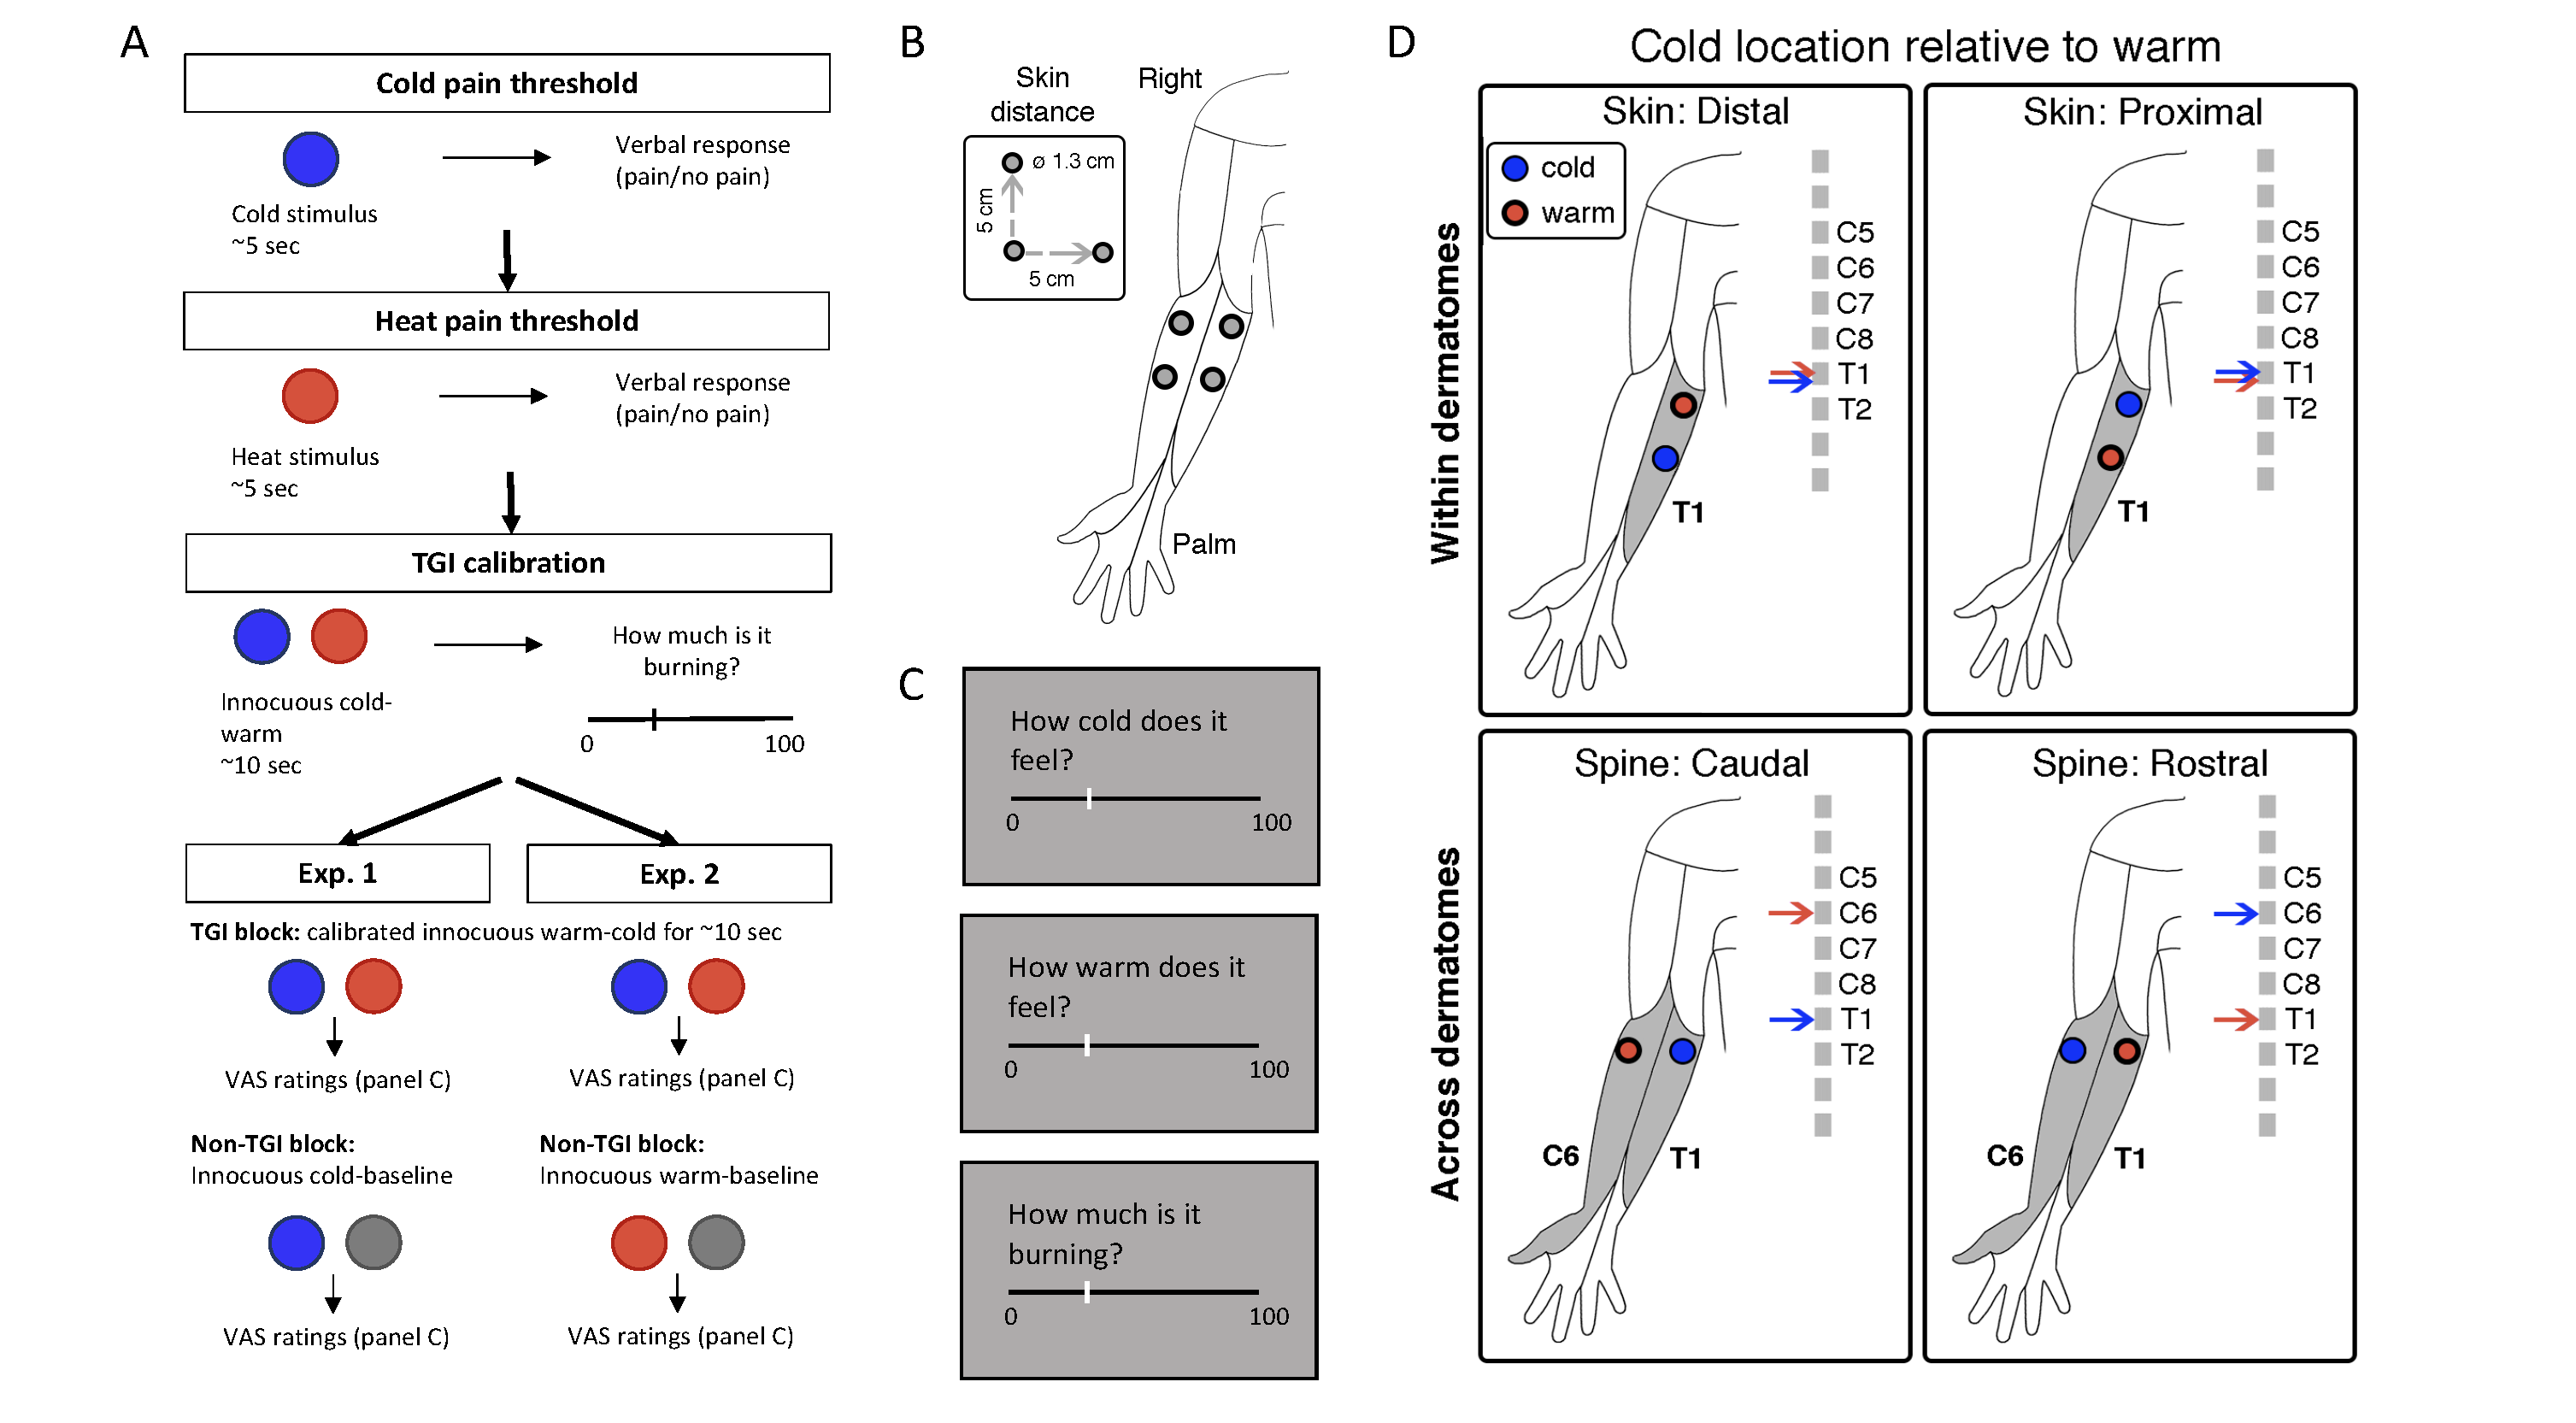 A
Cold pain threshold
Verbal response
(pain/no pain)
Cold stimulus
~5 sec
Heat pain threshold
Verbal response
(pain/no pain)
Heat stimulus
~5 sec
TGI calibration
How much is it
burning?
Innocuous cold-
warm
~10 sec
0
100
Exp. 1
Exp. 2
TGI block: calibrated innocuous warm-cold for ~10 sec
VAS ratings (panel C)
VAS ratings (panel C)
Non-TGI block:
Innocuous cold-baseline
Non-TGI block:
Innocuous warm-baseline
VAS ratings (panel C)
VAS ratings (panel C)
B
Skin
distance
Right
ø 1.3 cm
5 cm
5 cm
Palm
C
How cold does it
feel?
0
100
How warm does it
feel?
0
100
How much is it
burning?
0
100
D
Cold location relative to warm
Within dermatomes
Skin: Distal
cold
warm
C5
C6
C7
C8
T1
T2
T1
Skin: Proximal
C5
C6
C7
C8
T1
T2
T1
Across dermatomes
Spine: Caudal
C5
C6
C7
C8
T1
T2
C6
T1
Spine: Rostral
C5
C6
C7
C8
T1
T2
C6
T1